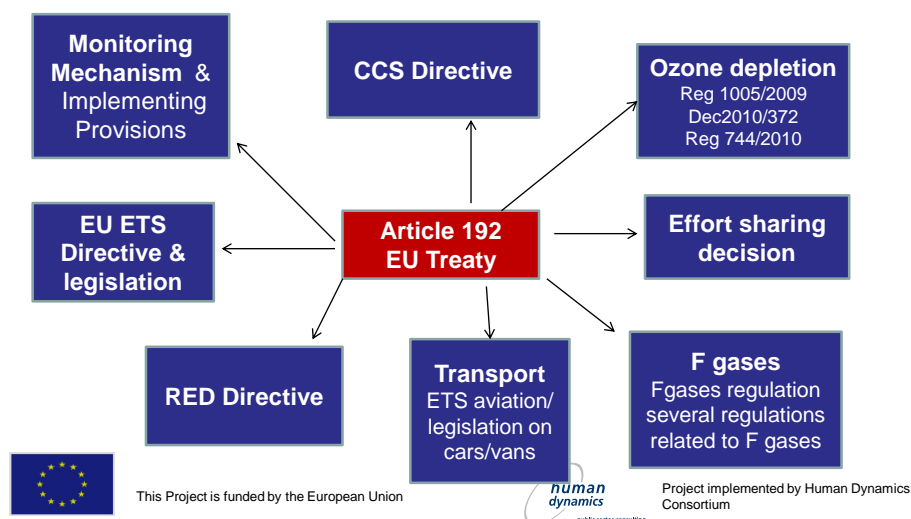 Monitoring
Mechanism &
Implementing
Provisions
CCS Directive
Ozone depletion
Reg 1005/2009
Dec2010/372
Reg 744/2010
EU ETS
Directive &
legislation
Article 192
EU Treaty
Effort sharing
decision
RED Directive
Transport
ETS aviation/
legislation on
cars/vans
F gases
Fgases regulation
several regulations
related to F gases
This Project is funded by the European Union
human
dynamics
public sector consulting
Project implemented by Human Dynamics
Consortium